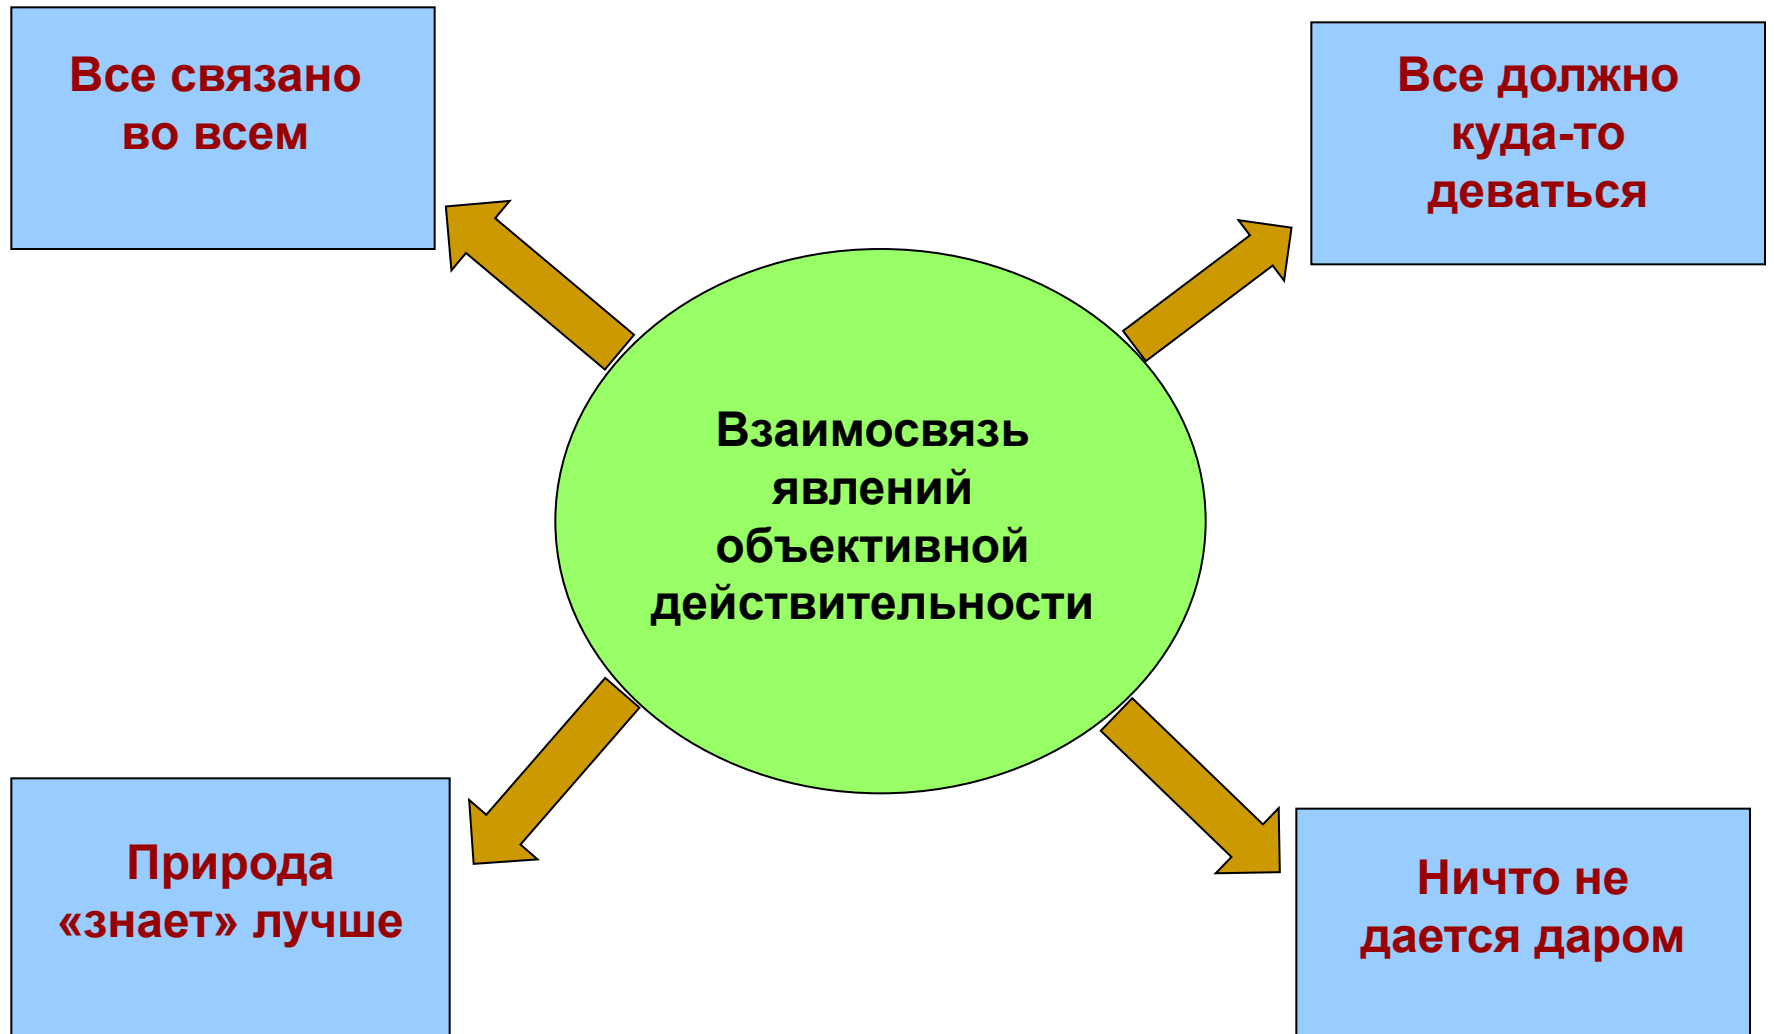 Все связано
во всем
Все должно
куда-то
деваться
Взаимосвязь
явлений
объективной
действительности
Природа
«знает» лучше
Ничто не
дается даром